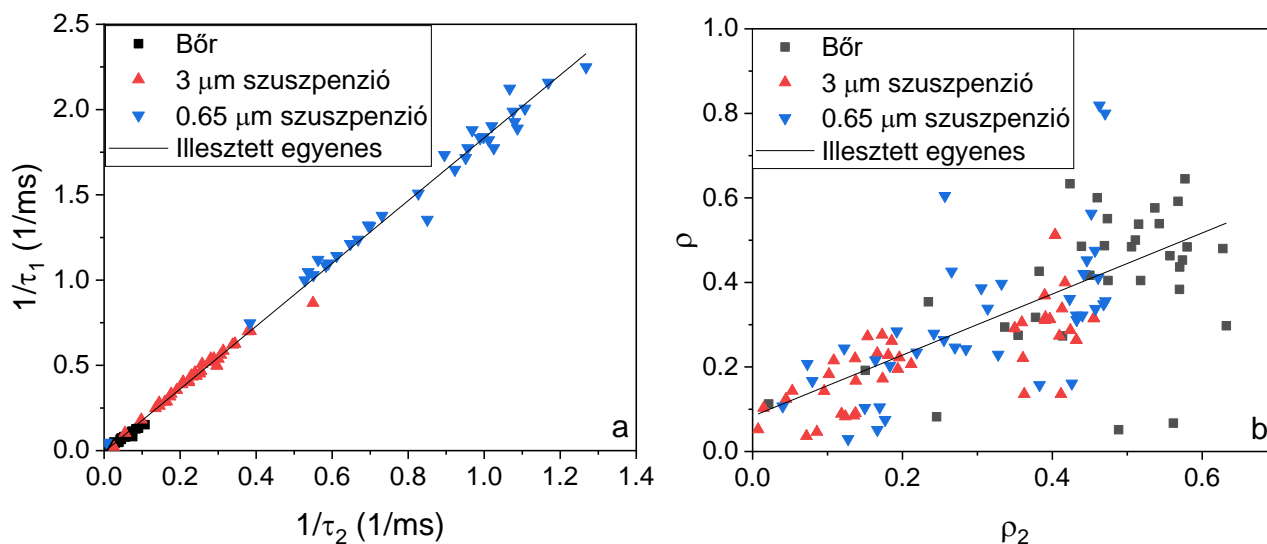 2.5
2.0
1.5
1.0
0.5
0.0
1/τ₁ (1/ms)
Bőr
3 μm szuszpenzió
0.65 μm szuszpenzió
Illesztett egyenes
a
0.0 0.2 0.4 0.6 0.8 1.0 1.2 1.4
1/τ₂ (1/ms)
1.0
0.8
0.6
0.4
0.2
0.0
ρ
Bőr
3 μm szuszpenzió
0.65 μm szuszpenzió
Illesztett egyenes
b
0.0 0.2 0.4 0.6
ρ₂